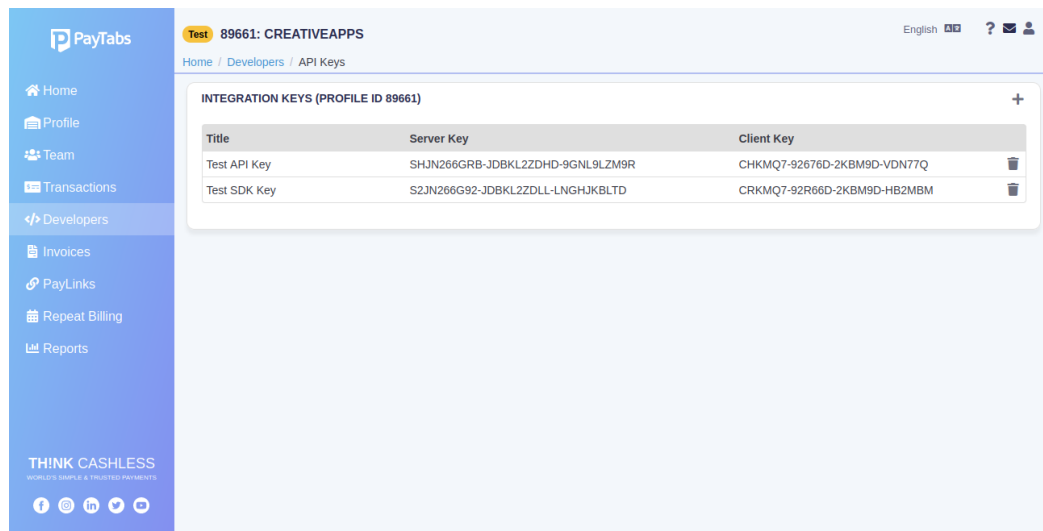 PayTabs
Test 89661: CREATIVEAPPS
English
Home / Developers / API Keys
Home
Profile
Team
Transactions
Developers
Invoices
PayLinks
Repeat Billing
Reports
TH!NK CASHLESS
WORLD'S SIMPLE & TRUSTED PAYMENTS
INTEGRATION KEYS (PROFILE ID 89661)
Title Server Key Client Key
Test API Key SHJN266GRB-JDBKL2ZDHD-9GNL9LZM9R CHKMQ7-92676D-2KBM9D-VDN77Q
Test SDK Key S2JN266G92-JDBKL2ZDLL-LNGHJKBLTD CRKMQ7-92R66D-2KBM9D-HB2MBM